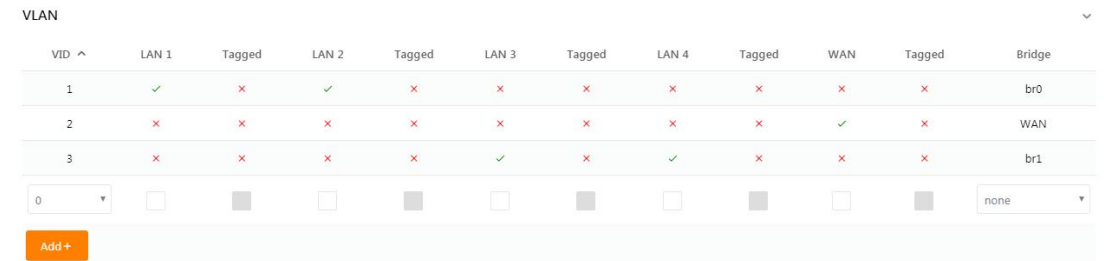 VLAN
VID LAN 1 Tagged LAN 2 Tagged LAN 3 Tagged LAN 4 Tagged WAN Tagged Bridge
1 ✓ × ✓ × × × × × × × br0
2 × × × × × × × × ✓ × WAN
3 × × × × ✓ × ✓ × × × br1
0 none
Add +